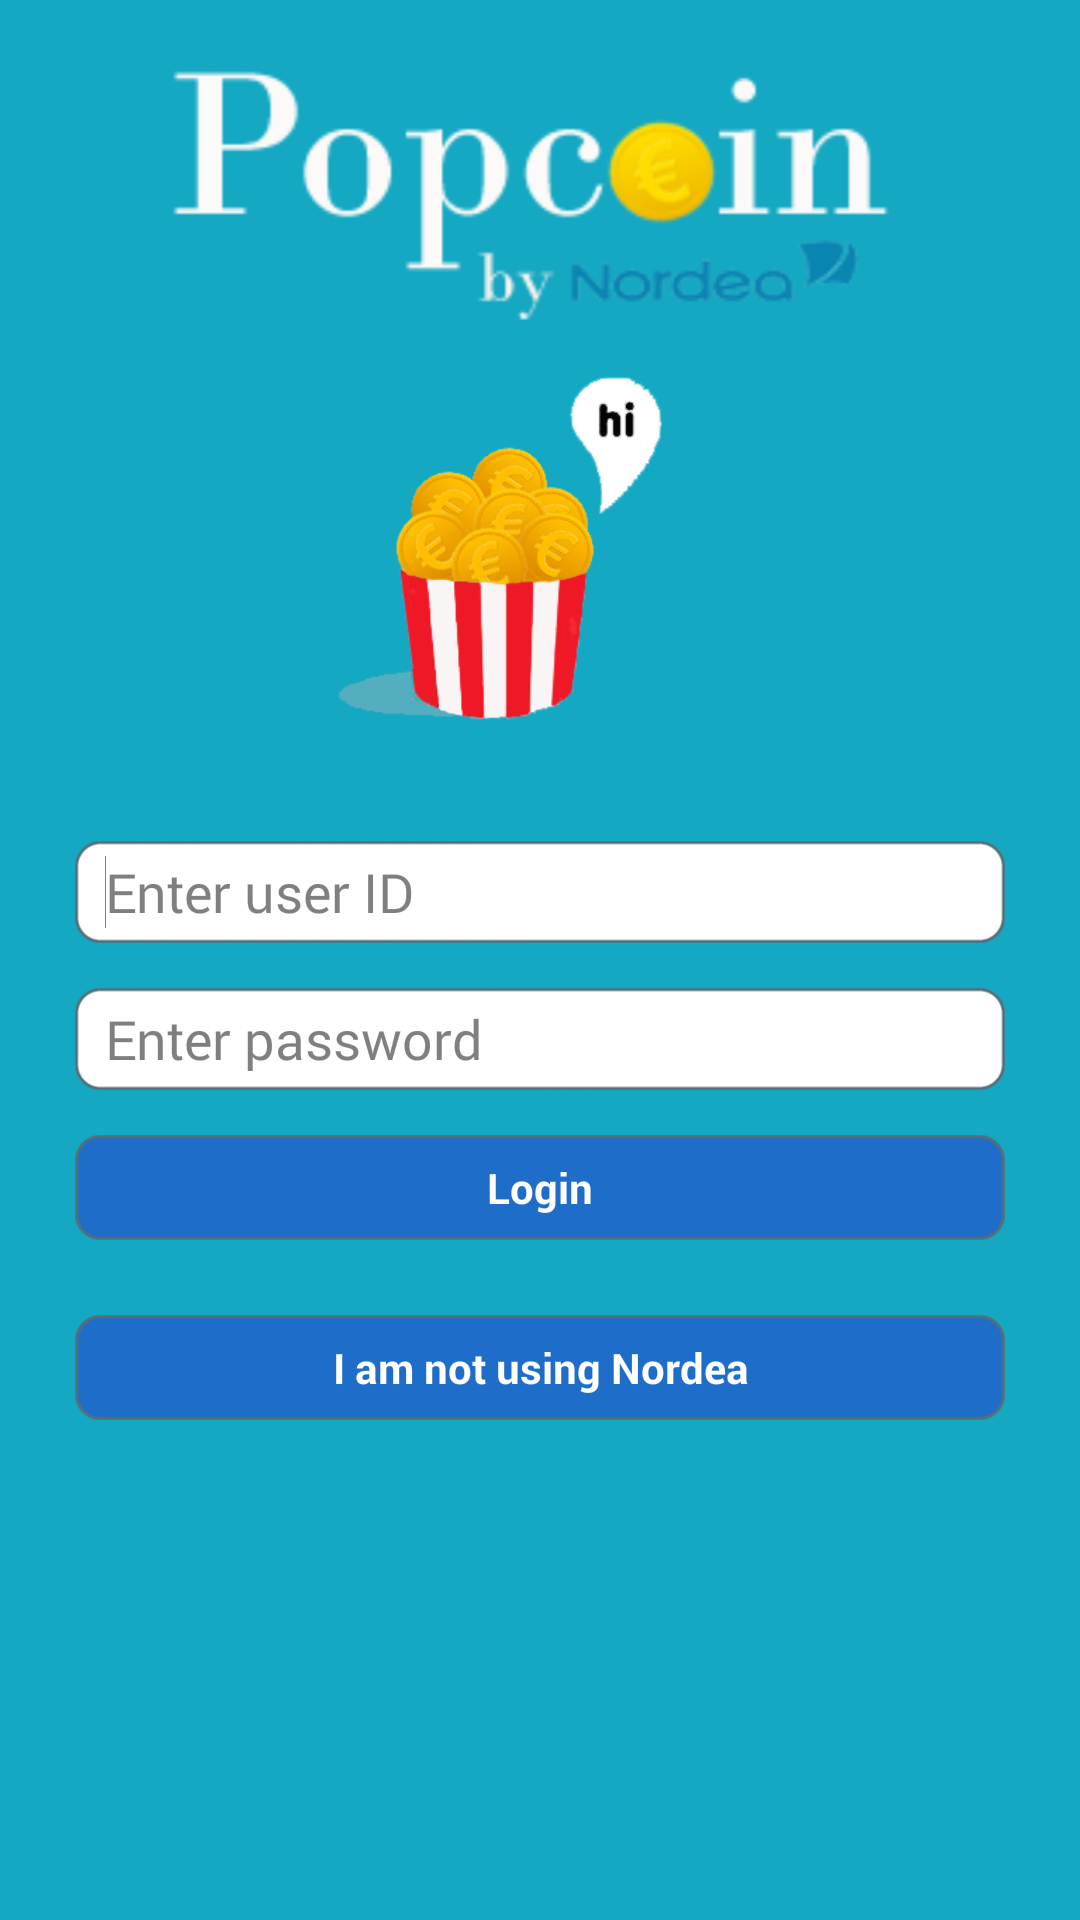 Popcoin
by Nordea
hi
Enter user ID
Enter password
Login
I am not using Nordea